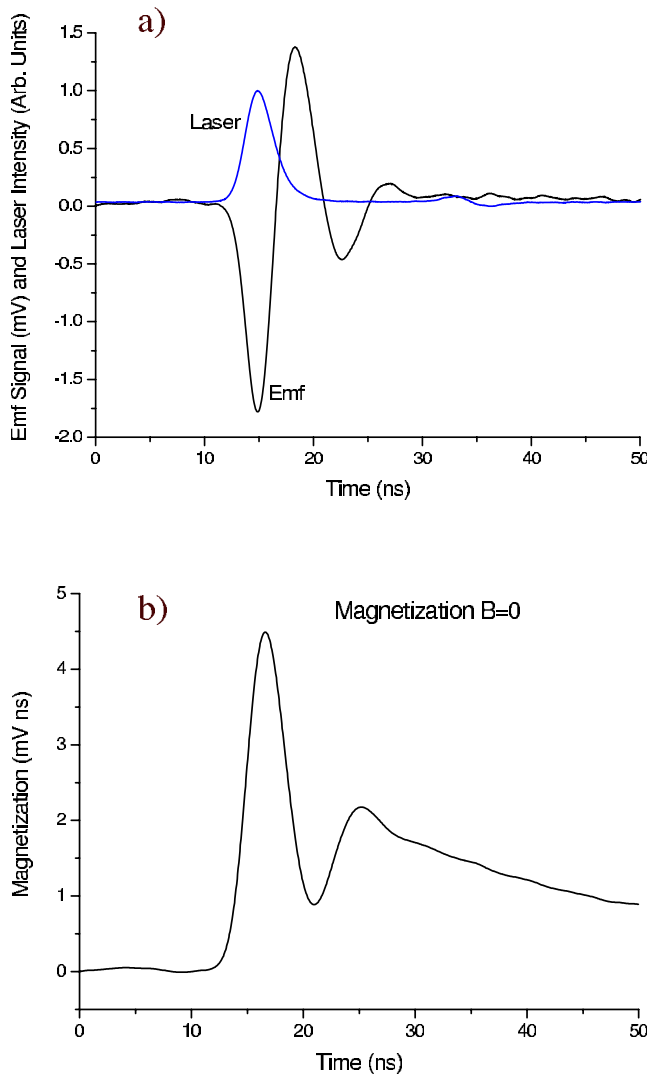 a)
Emf Signal (mV) and Laser Intensity (Arb. Units)
1.5
1.0
0.5
0.0
-0.5
-1.0
-1.5
-2.0
Laser
Emf
0 10 20 30 40 50
Time (ns)
b)
Magnetization B=0
Magnetization (mV ns)
5
4
3
2
1
0
0 10 20 30 40 50
Time (ns)